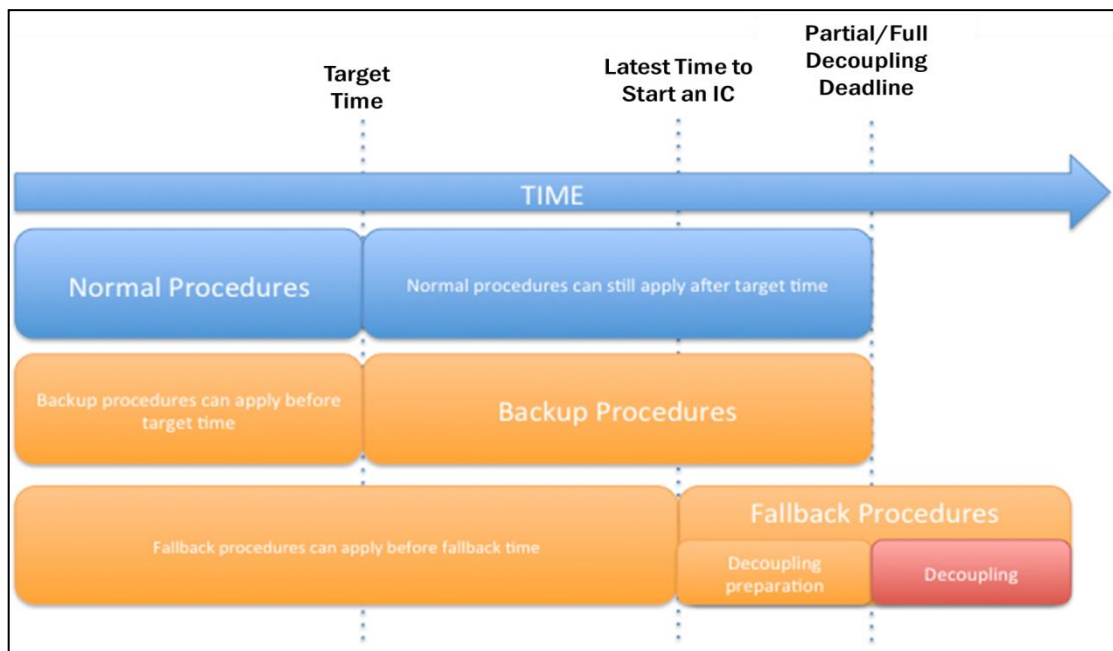 Partial/Full
Decoupling
Deadline
Latest Time to
Start an IC
Target
Time
TIME
Normal Procedures
Normal procedures can still apply after target time
Backup procedures can apply before
target time
Backup Procedures
Fallback procedures can apply before fallback time
Fallback Procedures
Decoupling
preparation
Decoupling